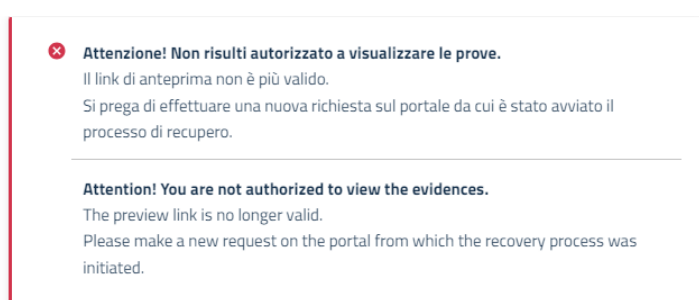 Attenzione! Non risulti autorizzato a visualizzare le prove.
Il link di anteprima non è più valido.
Si prega di effettuare una nuova richiesta sul portale da cui è stato avviato il
processo di recupero.
Attention! You are not authorized to view the evidences.
The preview link is no longer valid.
Please make a new request on the portal from which the recovery process was
initiated.